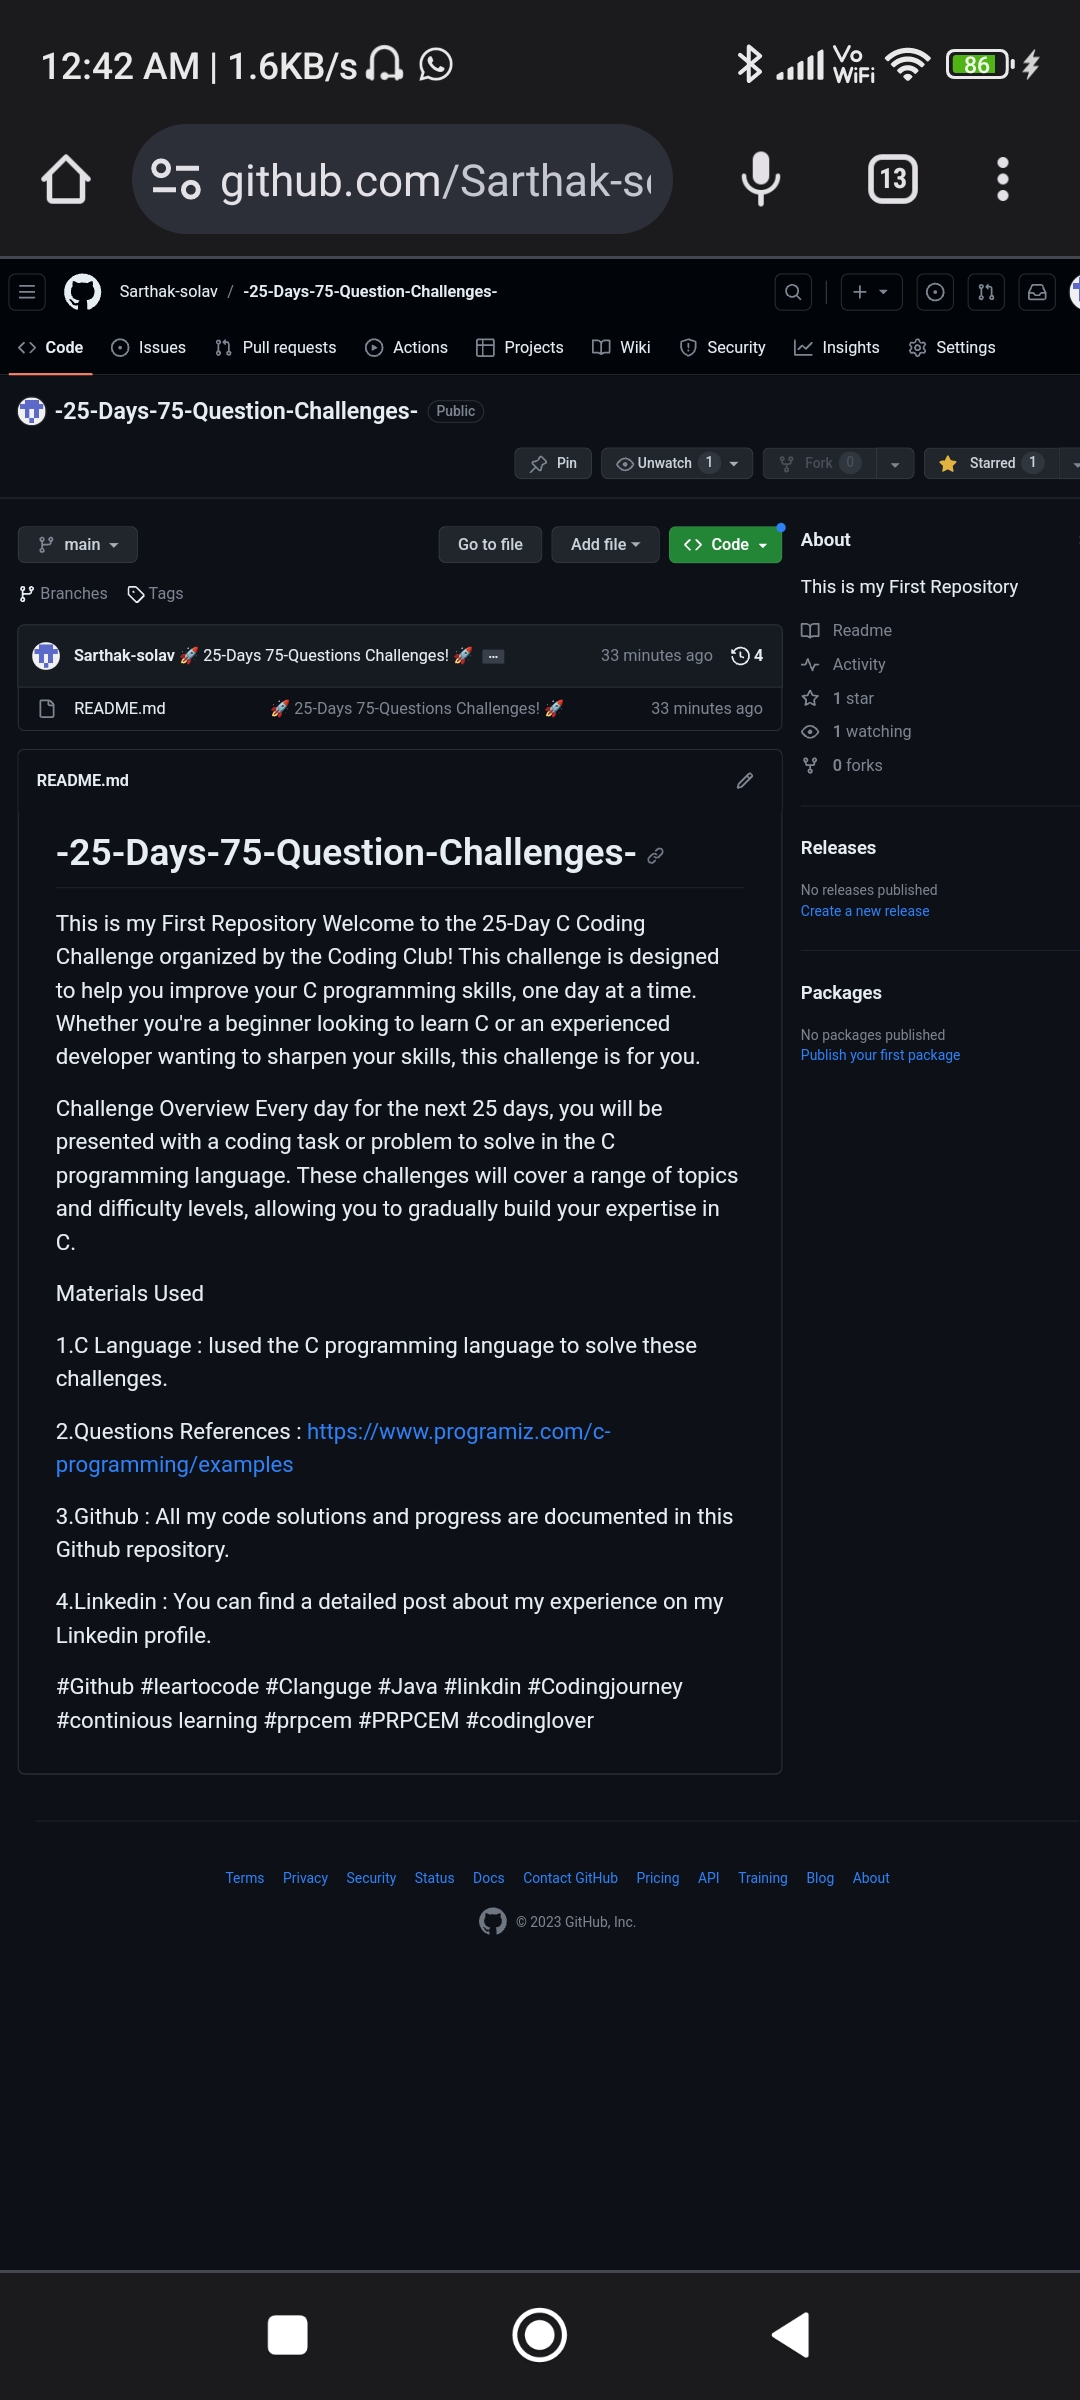 12:42 AM | 1.6KB/s Vo WiFi 86
github.com/Sarthak-s 13
Sarthak-solav / -25-Days-75-Question-Challenges-
Code Issues Pull requests Actions Projects Wiki Security Insights Settings
-25-Days-75-Question-Challenges- Public
Pin Unwatch 1 Fork 0 Starred 1
main Go to file Add file Code
Branches Tags
Sarthak-solav 🚀 25-Days 75-Questions Challenges! 🚀 ... 33 minutes ago 4
README.md 🚀 25-Days 75-Questions Challenges! 🚀 33 minutes ago
README.md
-25-Days-75-Question-Challenges-
This is my First Repository Welcome to the 25-Day C Coding
Challenge organized by the Coding Club! This challenge is designed
to help you improve your C programming skills, one day at a time.
Whether you're a beginner looking to learn C or an experienced
developer wanting to sharpen your skills, this challenge is for you.
Challenge Overview Every day for the next 25 days, you will be
presented with a coding task or problem to solve in the C
programming language. These challenges will cover a range of topics
and difficulty levels, allowing you to gradually build your expertise in
C.
Materials Used
1.C Language : Iused the C programming language to solve these
challenges.
2.Questions References : https://www.programiz.com/c-
programming/examples
3.Github : All my code solutions and progress are documented in this
Github repository.
4.Linkedin : You can find a detailed post about my experience on my
Linkedin profile.
#Github #leartocode #Clanguge #Java #linkdin #Codingjourney
#continious learning #prpcem #PRPCEM #codinglover
About
This is my First Repository
Readme
Activity
1 star
1 watching
0 forks
Releases
No releases published
Create a new release
Packages
No packages published
Publish your first package
Terms Privacy Security Status Docs Contact GitHub Pricing API Training Blog About
© 2023 GitHub, Inc.